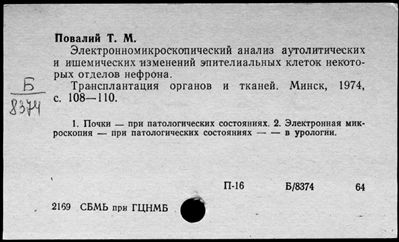 Повалий Т. М.
Электронномикроскопический анализ аутолитических
и ишемических изменений эпителиальных клеток некото-
рых отделов нефрона.
Б
8374
Трансплантация органов и тканей. Минск, 1974,
с. 108—110.
1. Почки — при патологических состояниях. 2. Электронная мик-
роскопия — при патологических состояниях — — в урологии.
П-16 Б/8374 64
2169 СБМЬ при ГЦНМБ